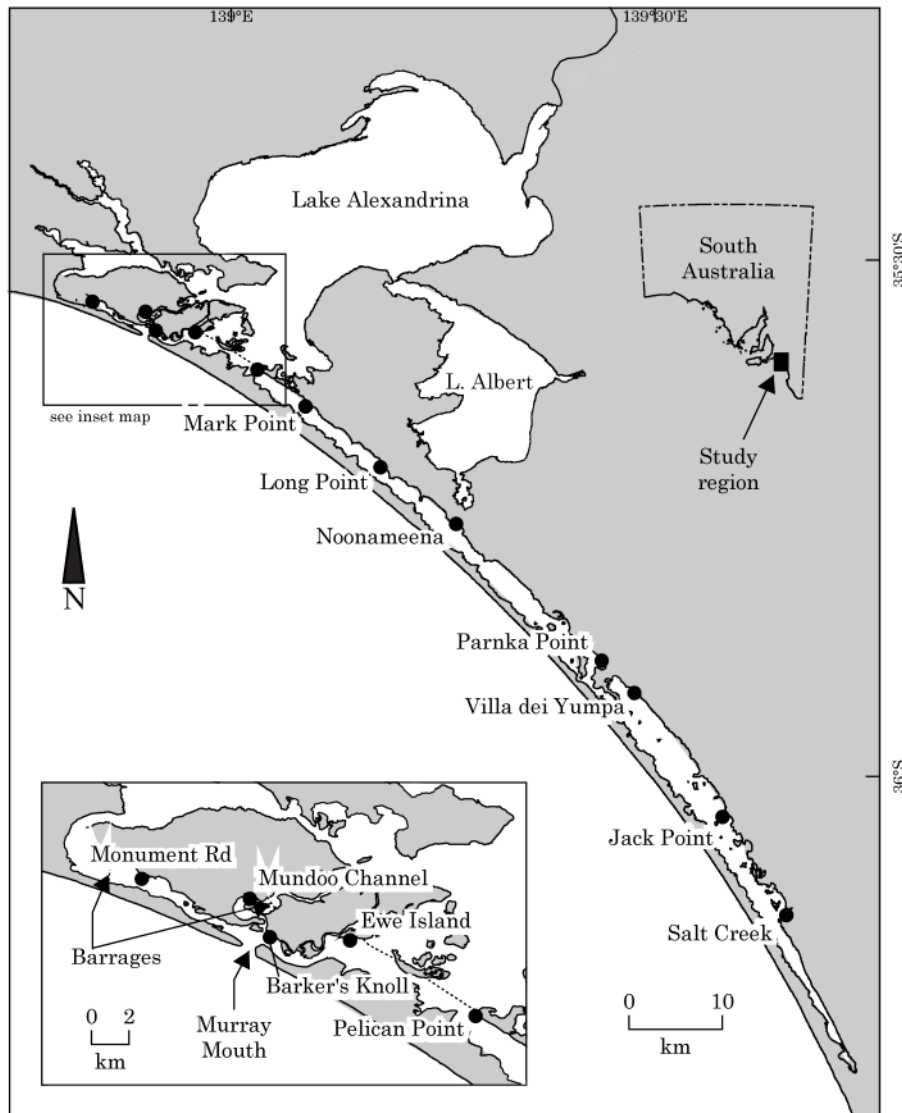 139°E
139°30'E
Lake Alexandrina
South
Australia
35°30'S
L. Albert
see inset map
Mark Point
Study
region
Long Point
Noonameena
N
Parnka Point
Villa dei Yumpa
36°S
Jack Point
Monument Rd
Mundoo Channel
Ewe Island
Salt Creek
Barrages
Barker's Knoll
0 2
km
Murray
Mouth
Pelican Point
0 10
km